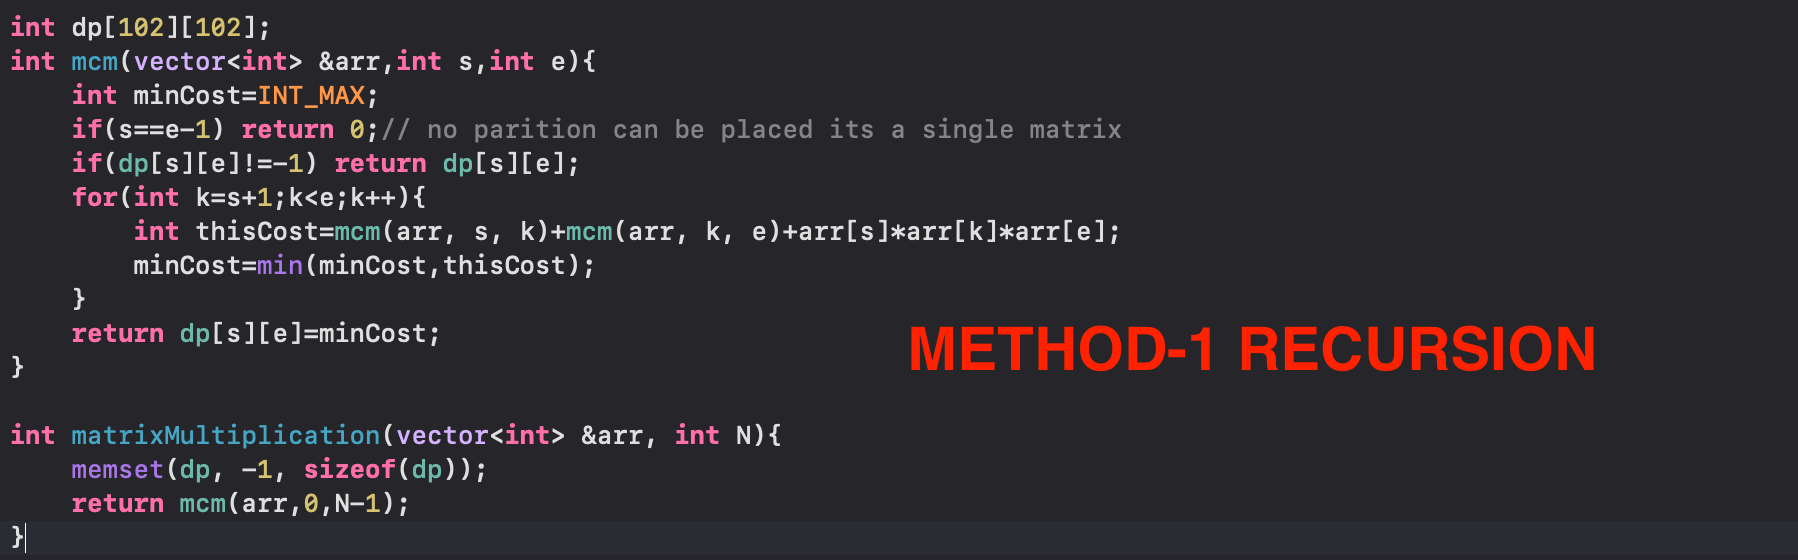 int dp[102][102];
int mcm(vector<int> &arr,int s,int e){
    int minCost=INT_MAX;
    if(s==e-1) return 0;// no parition can be placed its a single matrix
    if(dp[s][e]!=-1) return dp[s][e];
    for(int k=s+1;k<e;k++){
        int thisCost=mcm(arr, s, k)+mcm(arr, k, e)+arr[s]*arr[k]*arr[e];
        minCost=min(minCost,thisCost);
    }
    return dp[s][e]=minCost;
METHOD-1 RECURSION
}
int matrixMultiplication(vector<int> &arr, int N){
    memset(dp, -1, sizeof(dp));
    return mcm(arr,0,N-1);
}